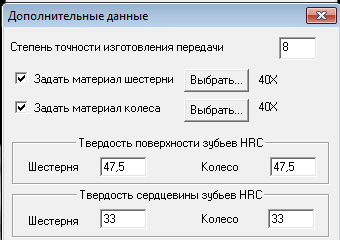 Дополнительные данные
Степень точности изготовления передачи 8
Задать материал шестерни Выбрать... 40Х
Задать материал колеса Выбрать... 40Х
Твердость поверхности зубьев HRC
Шестерня 47,5 Колесо 47,5
Твердость сердцевины зубьев HRC
Шестерня 33 Колесо 33